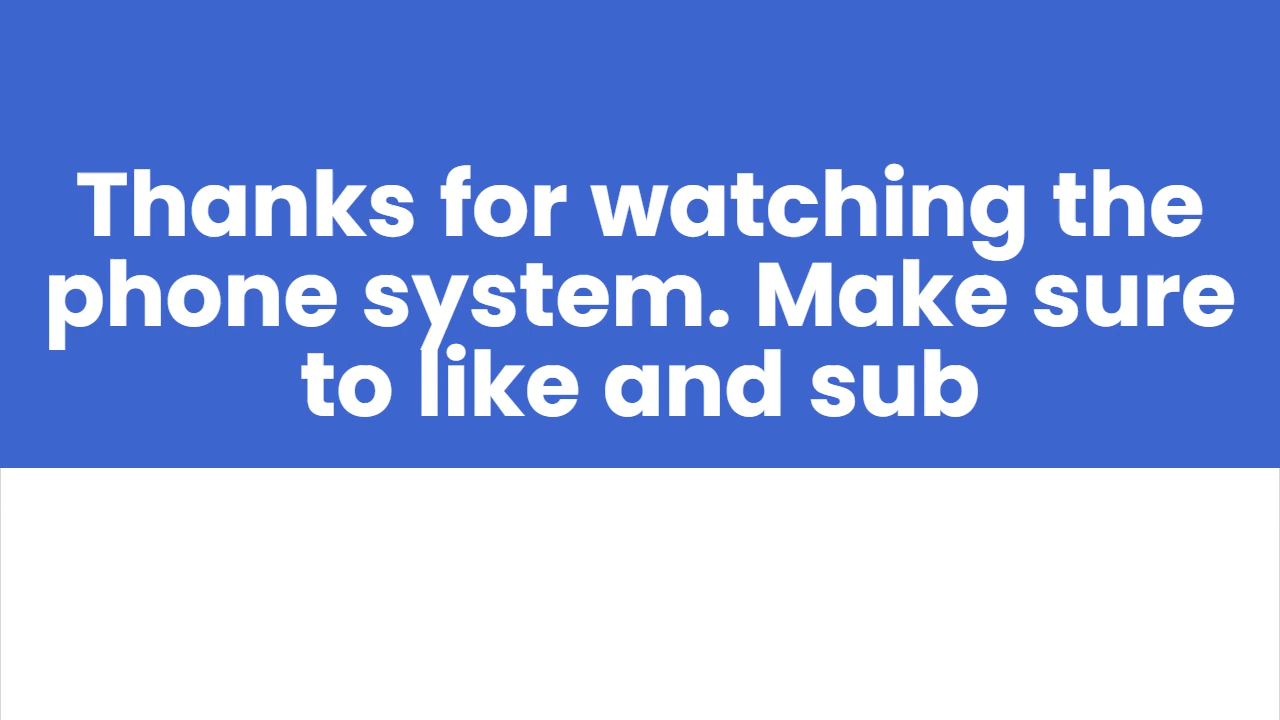 Thanks for watching the
phone system. Make sure
to like and sub